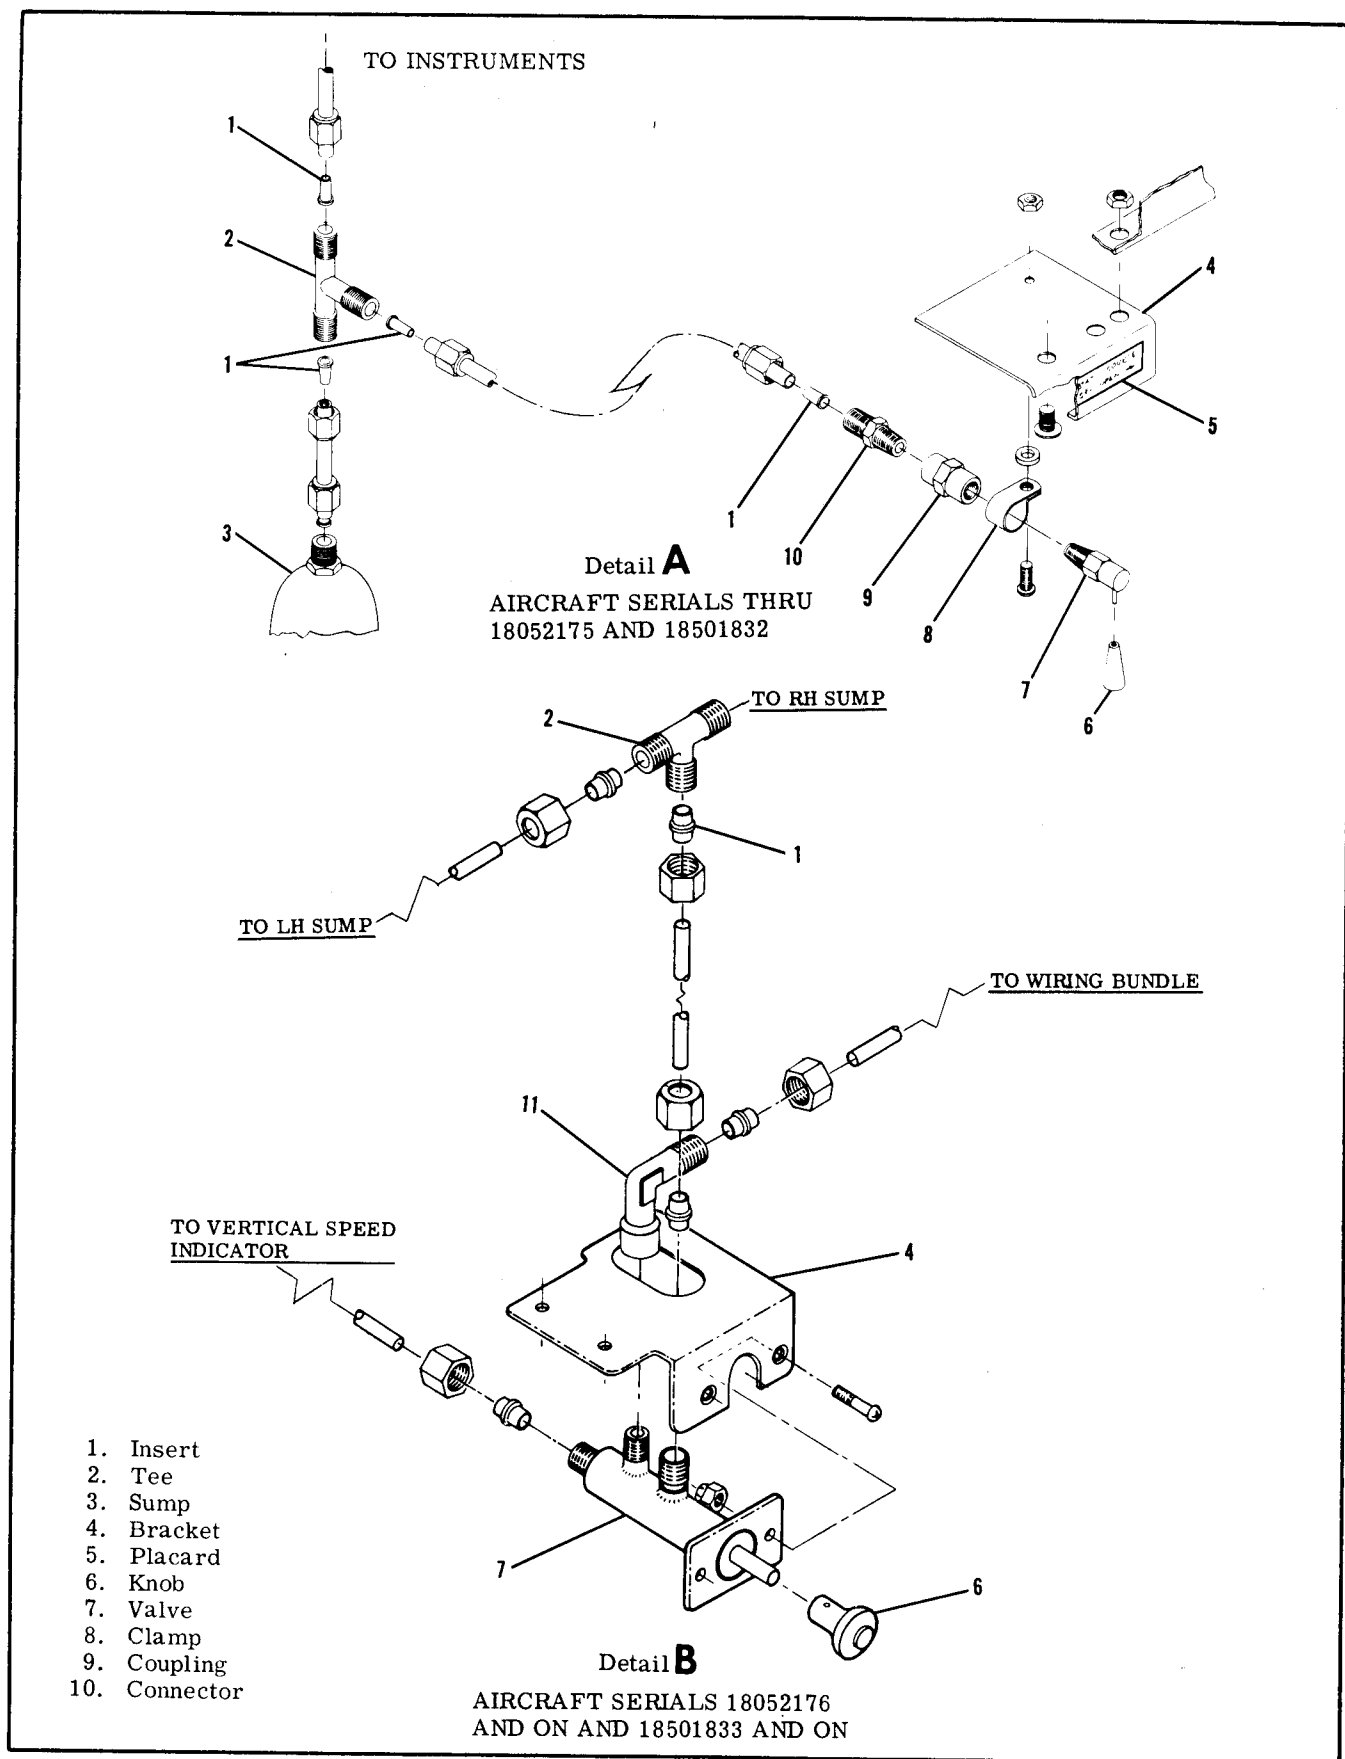 TO INSTRUMENTS
1
2
1
3
4
5
1
10
9
8
7
6
Detail A
AIRCRAFT SERIALS THRU
18052175 AND 18501832
2
TO RH SUMP
1
TO LH SUMP
TO WIRING BUNDLE
11
TO VERTICAL SPEED
INDICATOR
4
7
6
1. Insert
2. Tee
3. Sump
4. Bracket
5. Placard
6. Knob
7. Valve
8. Clamp
9. Coupling
10. Connector
Detail B
AIRCRAFT SERIALS 18052176
AND ON AND 18501833 AND ON